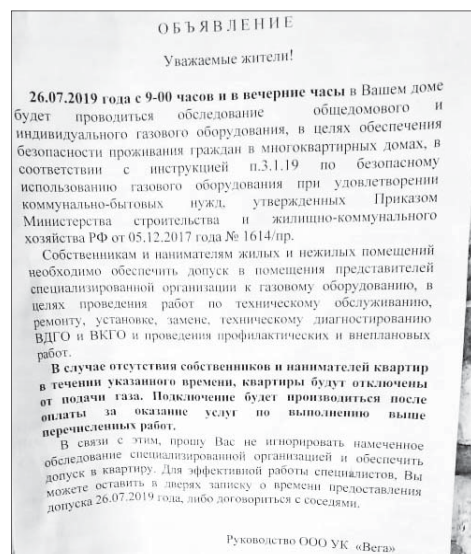 ОБЪЯВЛЕНИЕ
Уважаемые жители!
26.07.2019 года с 9-00 часов и в вечерние часы в Вашем доме
будет проводиться обследование общедомового и
индивидуального газового оборудования, в целях обеспечения
безопасности проживания граждан в многоквартирных домах, в
соответствии с инструкцией п.3.1.19 по безопасному
использованию газового оборудования при удовлетворении
коммунально-бытовых нужд, утвержденных Приказом
Министерства строительства и жилищно-коммунального
хозяйства РФ от 05.12.2017 года № 1614/пр.
Собственникам и нанимателям жилых и нежилых помещений
необходимо обеспечить допуск в помещения представителей
специализированной организации к газовому оборудованию, в
целях проведения работ по техническому обслуживанию,
ремонту, установке, замене, техническому диагностированию
ВДГО и ВКГО и проведения профилактических и внеплановых
работ.
В случае отсутствия собственников и нанимателей квартир
в течении указанного времени, квартиры будут отключены
от подачи газа. Подключение будет производиться после
оплаты за оказание услуг по выполнению выше
перечисленных работ.
В связи с этим, прошу Вас не игнорировать намеченное
обследование специализированной организацией и обеспечить
допуск в квартиру. Для эффективной работы специалистов, Вы
можете оставить в дверях записку о времени предоставления
допуска 26.07.2019 года, либо договориться с соседями.
Руководство ООО УК «Вега»